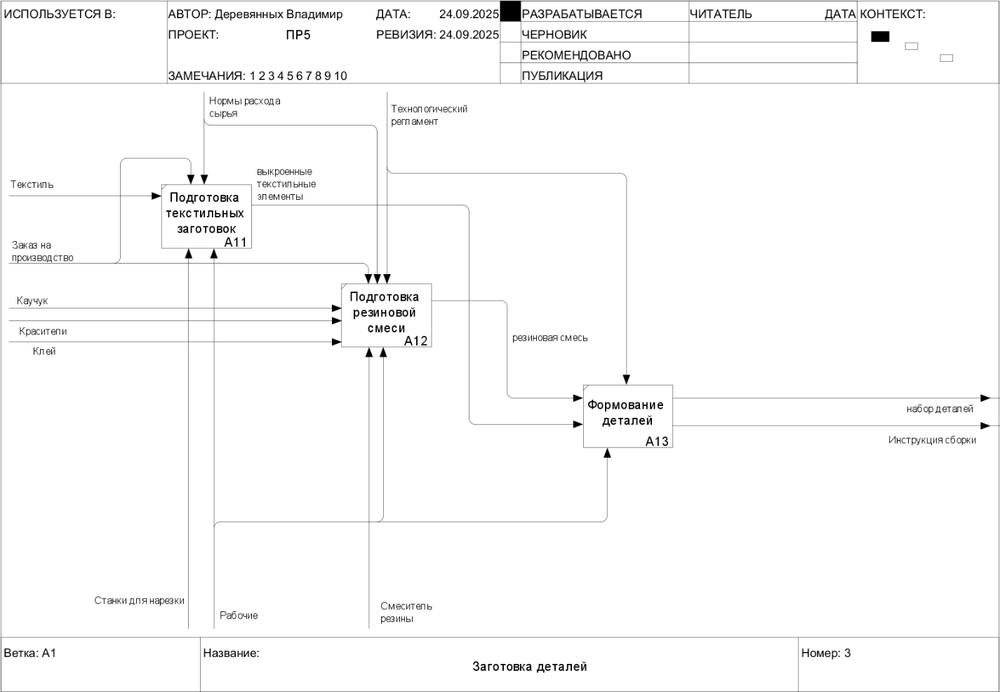 ИСПОЛЬЗУЕТСЯ В:
АВТОР: Деревянных Владимир
ДАТА: 24.09.2025
РАЗРАБАТЫВАЕТСЯ
ЧИТАТЕЛЬ
ДАТА
КОНТЕКСТ:
ПРОЕКТ: ПР5
РЕВИЗИЯ: 24.09.2025
ЧЕРНОВИК
РЕКОМЕНДОВАНО
ЗАМЕЧАНИЯ: 1 2 3 4 5 6 7 8 9 10
ПУБЛИКАЦИЯ
Нормы расхода
сырья
Технологический
регламент
выкроенные
текстильные
элементы
Текстиль
Подготовка
текстильных
заготовок
A11
Заказ на
производство
Каучук
Красители
Клей
Подготовка
резиновой
смеси
A12
резиновая смесь
Формование
деталей
A13
набор деталей
Инструкция сборки
Станки для нарезки
Рабочие
Смеситель
резины
Ветка: A1
Название:
Заготовка деталей
Номер: 3